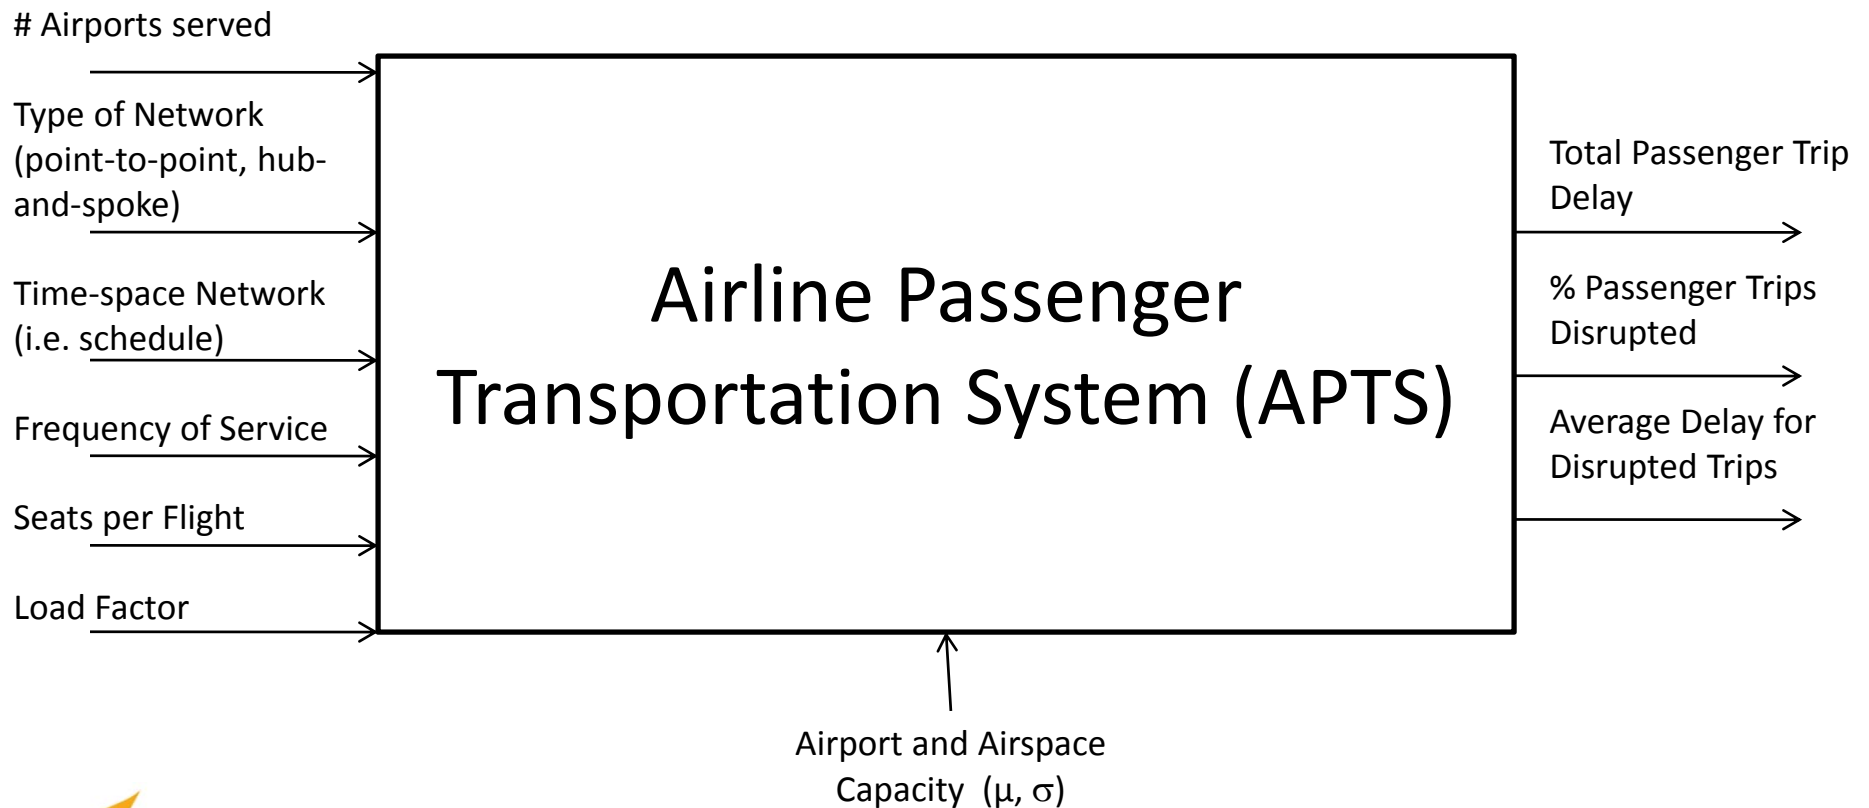 # Airports served
Type of Network
(point-to-point, hub-
and-spoke)
Time-space Network
(i.e. schedule)
Frequency of Service
Seats per Flight
Load Factor
Airline Passenger
Transportation System (APTS)
Total Passenger Trip
Delay
% Passenger Trips
Disrupted
Average Delay for
Disrupted Trips
Airport and Airspace
Capacity (μ, σ)